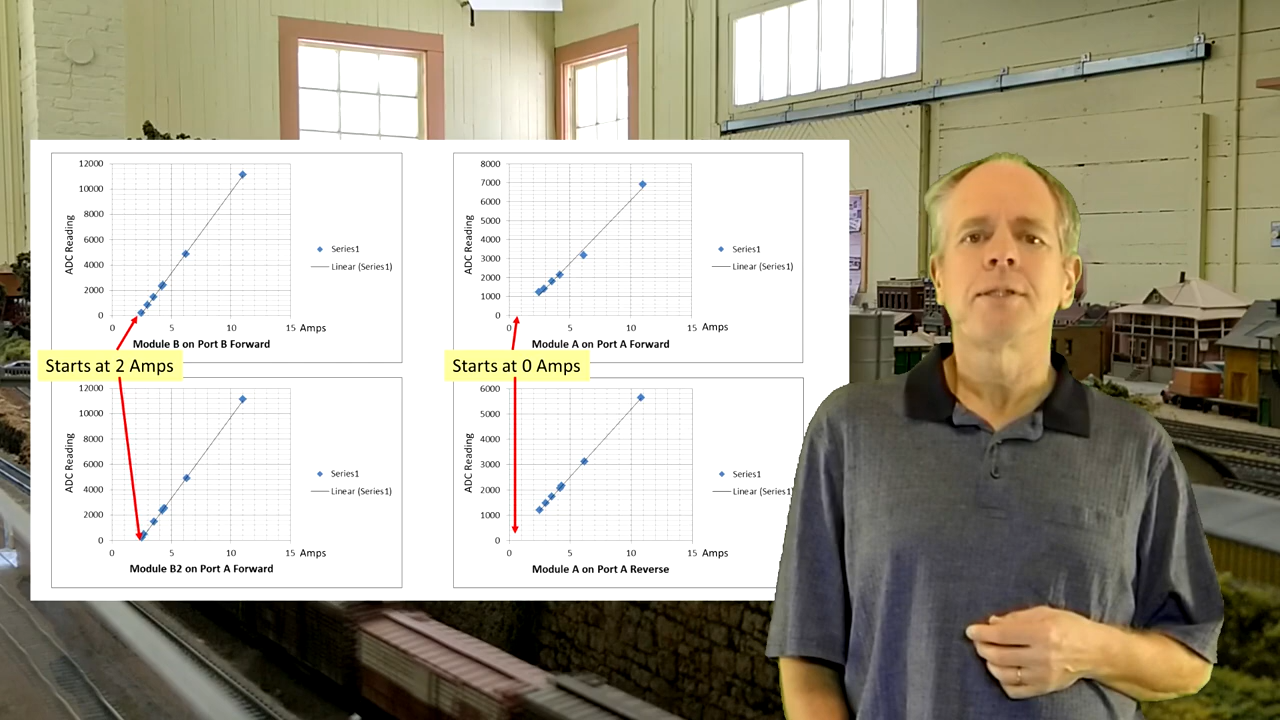 12000
10000
8000
6000
4000
2000
0
0 5 10 15 Amps
ADC Reading
Series1
Linear (Series1)
Module B on Port B Forward
8000
7000
6000
5000
4000
3000
2000
1000
0
0 5 10 15 Amps
ADC Reading
Series1
Linear (Series1)
Module A on Port A Forward
Starts at 2 Amps
Starts at 0 Amps
12000
10000
8000
6000
4000
2000
0
0 5 10 15 Amps
ADC Reading
Series1
Linear (Series1)
Module B2 on Port A Forward
6000
5000
4000
3000
2000
1000
0
0 5 10
ADC Reading
Series1
Linear (Series1)
15 Amps
Module A on Port A Reverse